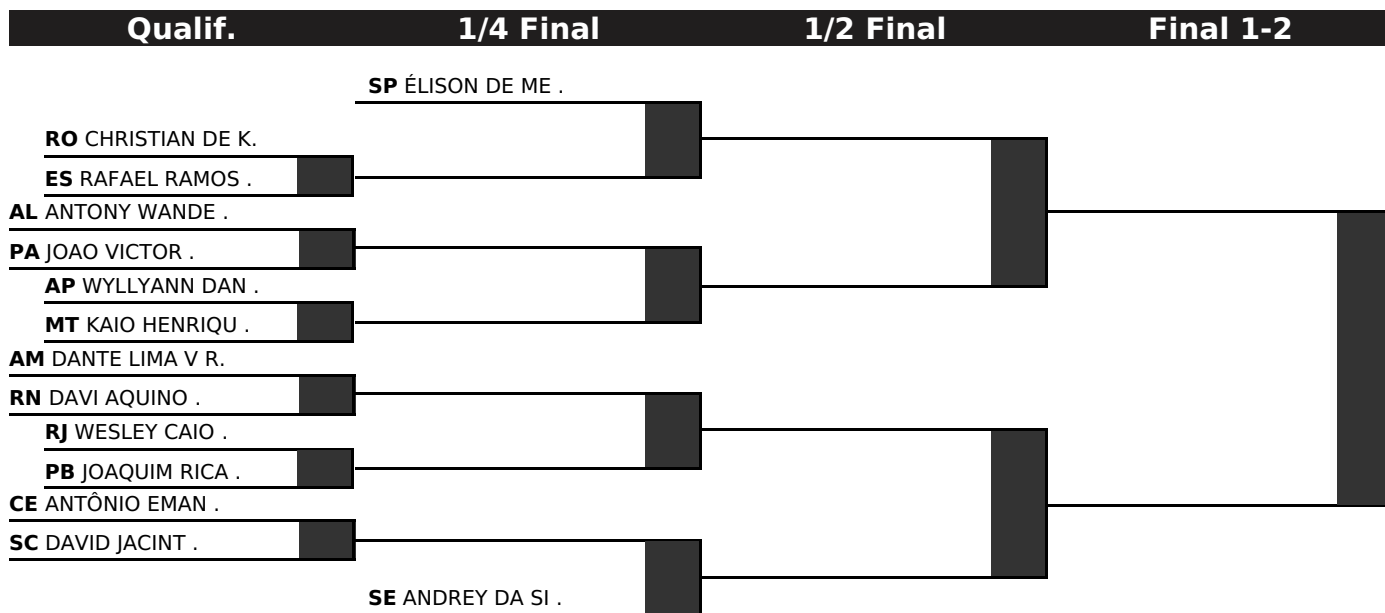 Qualif. 1/4 Final 1/2 Final Final 1-2
SP ÉLISON DE ME .
RO CHRISTIAN DE K.
ES RAFAEL RAMOS .
AL ANTONY WANDE .
PA JOAO VICTOR .
AP WYLLYANN DAN .
MT KAIO HENRIQU .
AM DANTE LIMA V R.
RN DAVI AQUINO .
RJ WESLEY CAIO .
PB JOAQUIM RICA .
CE ANTÔNIO EMAN .
SC DAVID JACINT .
SE ANDREY DA SI .